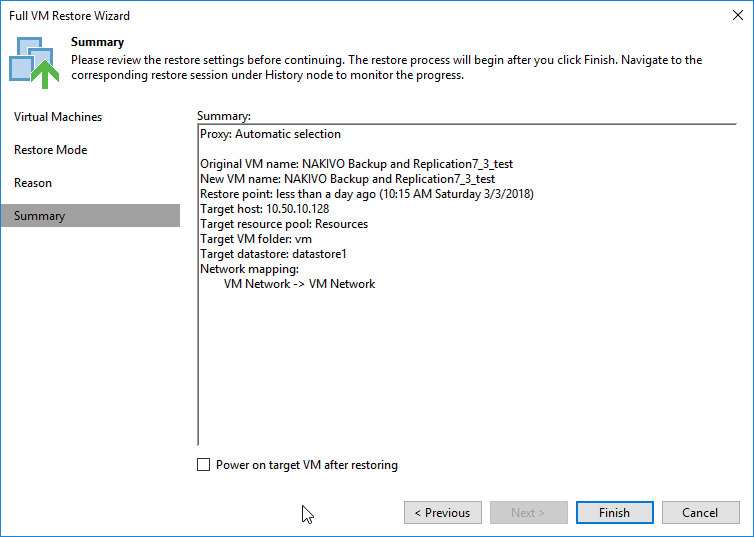 Full VM Restore Wizard
Summary
Please review the restore settings before continuing. The restore process will begin after you click Finish. Navigate to the
corresponding restore session under History node to monitor the progress.
Virtual Machines
Restore Mode
Reason
Summary
Summary:
Proxy: Automatic selection
Original VM name: NAKIVO Backup and Replication7_3_test
New VM name: NAKIVO Backup and Replication7_3_test
Restore point: less than a day ago (10:15 AM Saturday 3/3/2018)
Target host: 10.50.10.128
Target resource pool: Resources
Target VM folder: vm
Target datastore: datastore1
Network mapping:
VM Network -> VM Network
Power on target VM after restoring
< Previous
Next >
Finish
Cancel